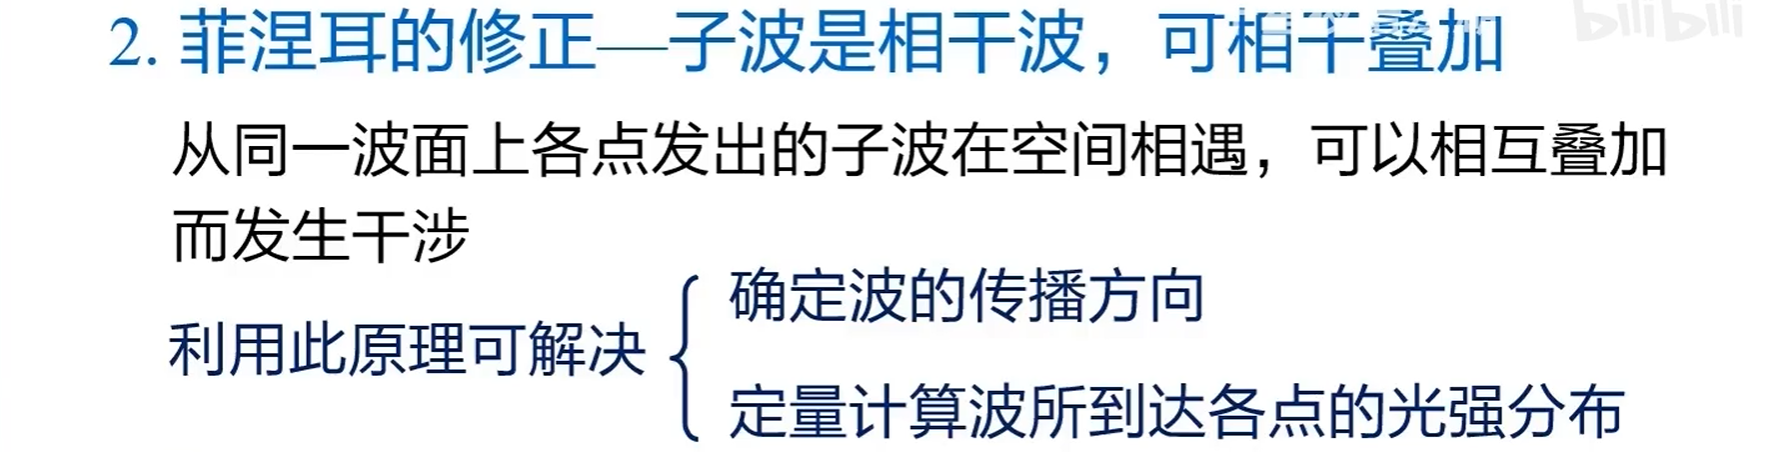 bilibili
2. 菲涅耳的修正—子波是相干波，可相干叠加
从同一波面上各点发出的子波在空间相遇，可以相互叠加
而发生干涉
利用此原理可解决
确定波的传播方向
定量计算波所到达各点的光强分布